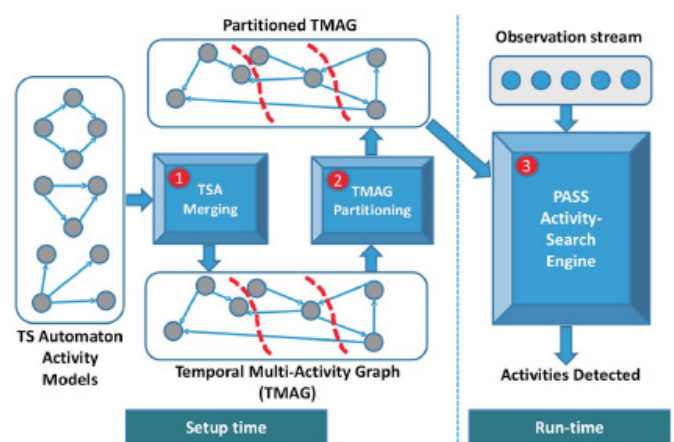 Partitioned TMAG
Observation stream
1
TSA
Merging
2
TMAG
Partitioning
3
PASS
Activity-
Search
Engine
TS Automaton
Activity
Models
Temporal Multi-Activity Graph
(TMAG)
Activities Detected
Setup time
Run-time